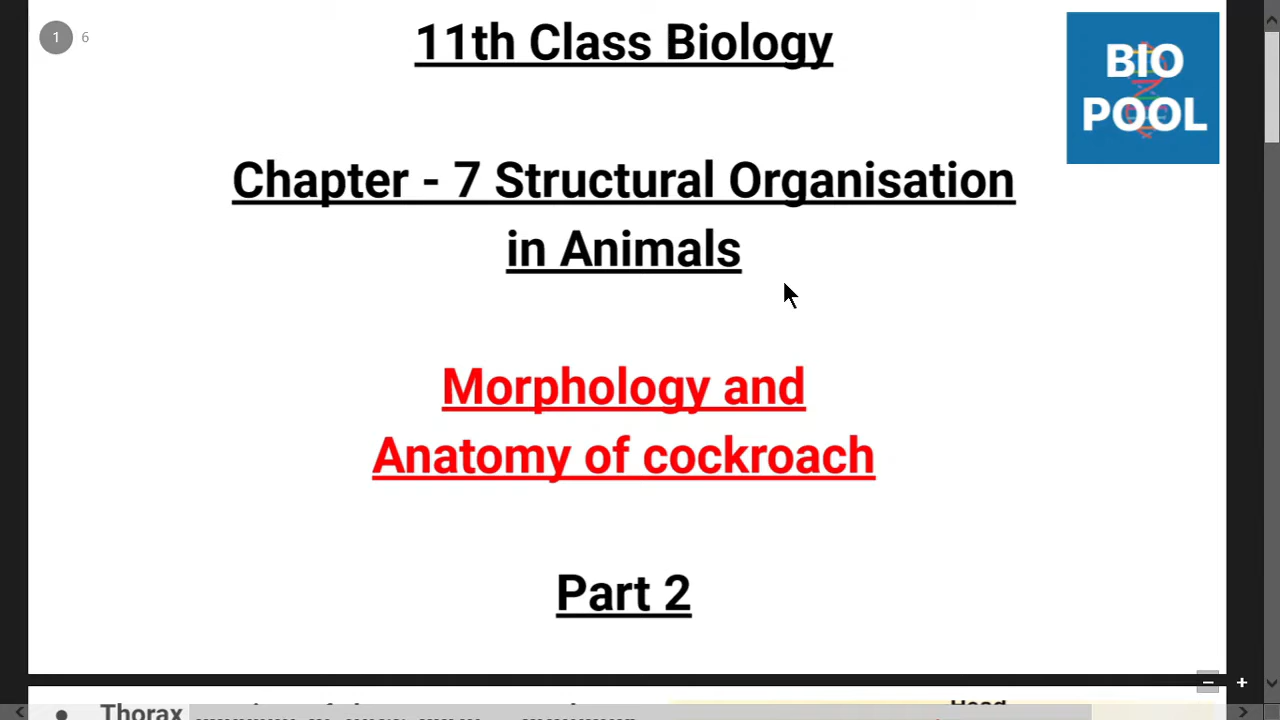 1 6
11th Class Biology
BIO
POOL
Chapter - 7 Structural Organisation
in Animals
Morphology and
Anatomy of cockroach
Part 2
Thorax
Head